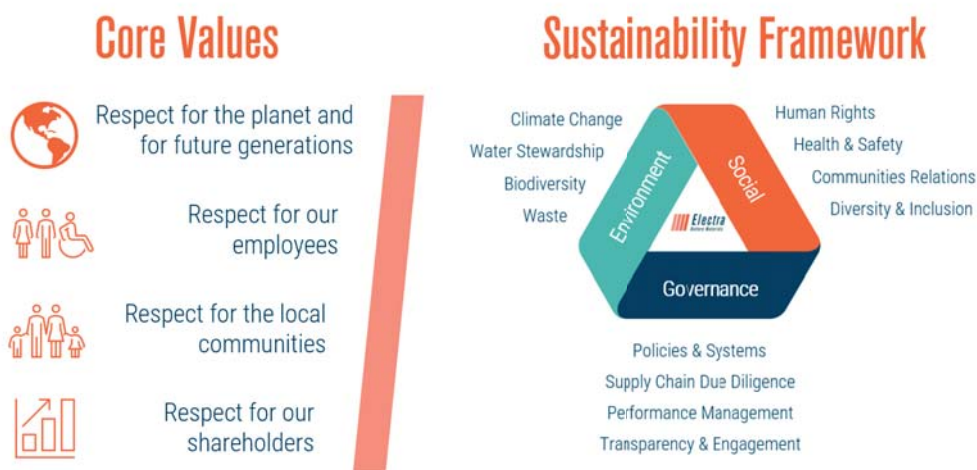 Core Values
Respect for the planet and
for future generations
Respect for our
employees
Respect for the local
communities
Respect for our
shareholders
Sustainability Framework
Climate Change
Water Stewardship
Biodiversity
Waste
Environment
Social
Human Rights
Health & Safety
Communities Relations
Diversity & Inclusion
Electra
Battery Materials
Governance
Policies & Systems
Supply Chain Due Diligence
Performance Management
Transparency & Engagement